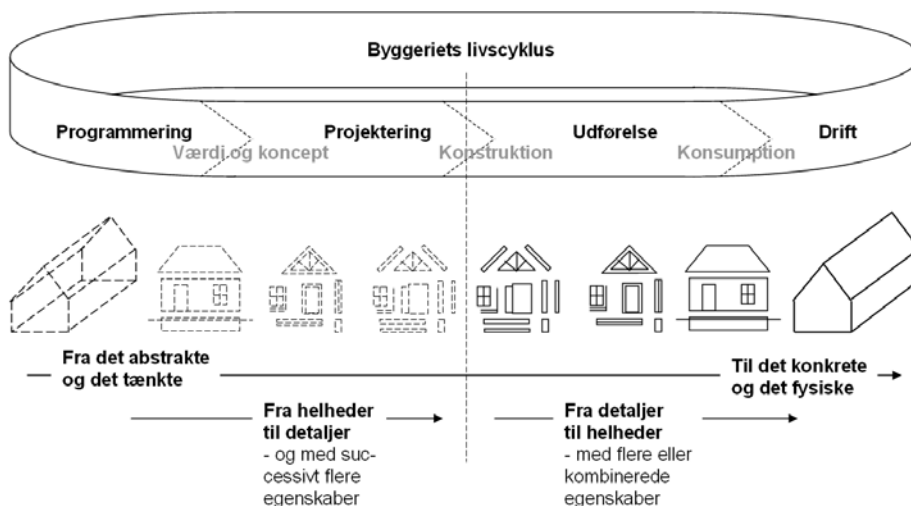 Byggeriets livscyklus
Programmering
Projektering
Udførelse
Drift
Værdi og koncept
Konstruktion
Konsumption
Fra det abstrakte
og det tænkte
Til det konkrete
og det fysiske
Fra helheder
til detaljer
- og med suc-
cessivt flere
egenskaber
Fra detaljer
til helheder
- med flere eller
kombinerede
egenskaber